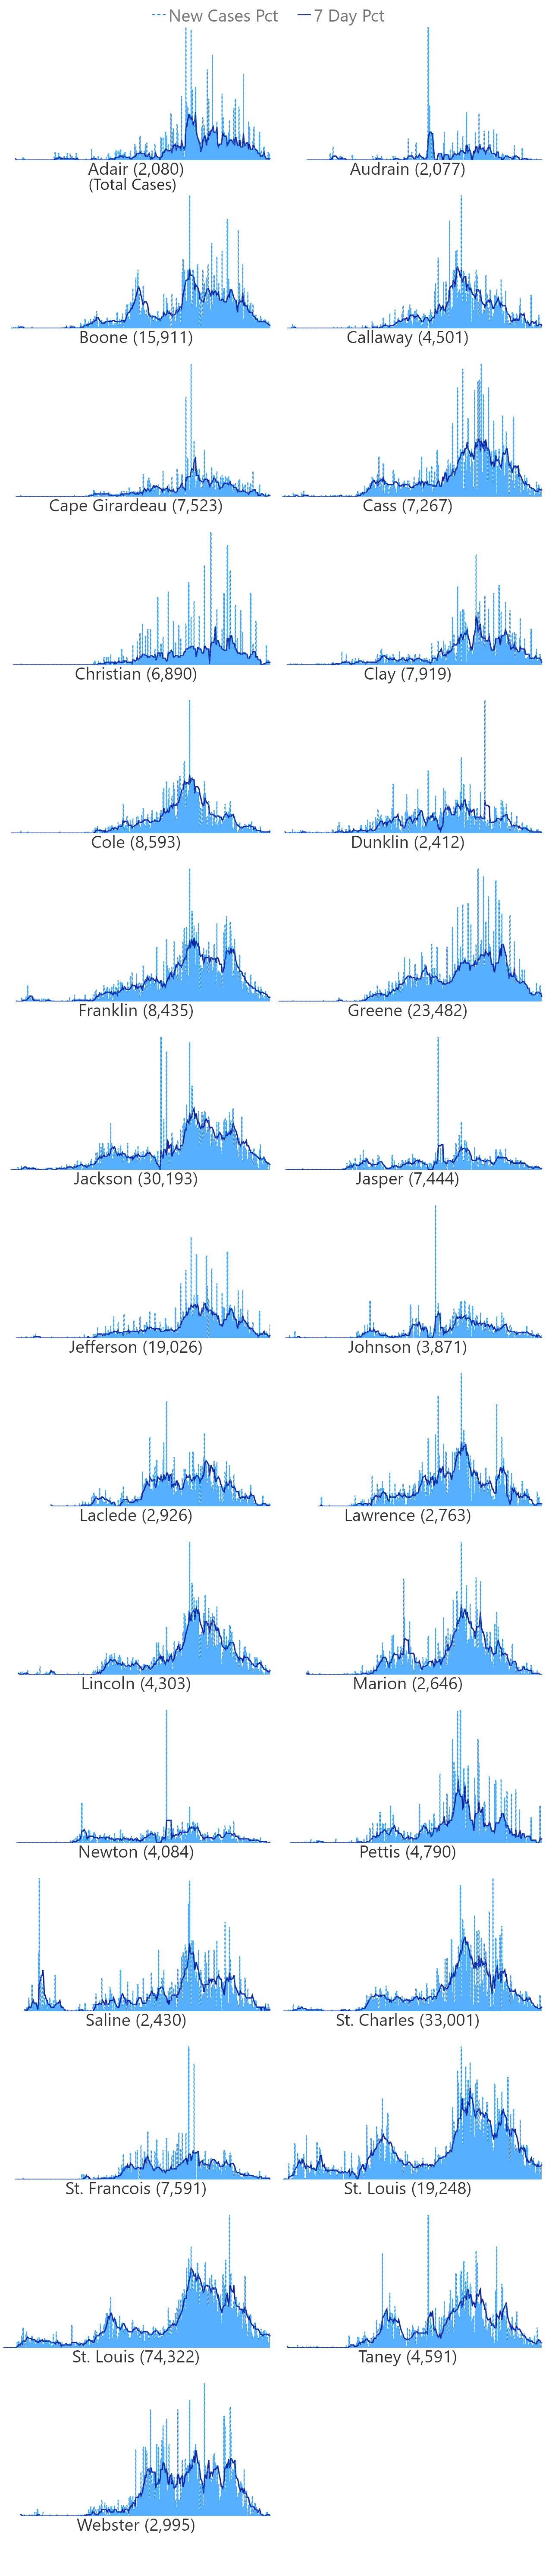 New Cases Pct 7 Day Pct
Adair (2,080) Audrain (2,077)
(Total Cases)
Boone (15,911) Callaway (4,501)
Cape Girardeau (7,523) Cass (7,267)
Christian (6,890) Clay (7,919)
Cole (8,593) Dunklin (2,412)
Franklin (8,435) Greene (23,482)
Jackson (30,193) Jasper (7,444)
Jefferson (19,026) Johnson (3,871)
Laclede (2,926) Lawrence (2,763)
Lincoln (4,303) Marion (2,646)
Newton (4,084) Pettis (4,790)
Saline (2,430) St. Charles (33,001)
St. Francois (7,591) St. Louis (19,248)
St. Louis (74,322) Taney (4,591)
Webster (2,995)